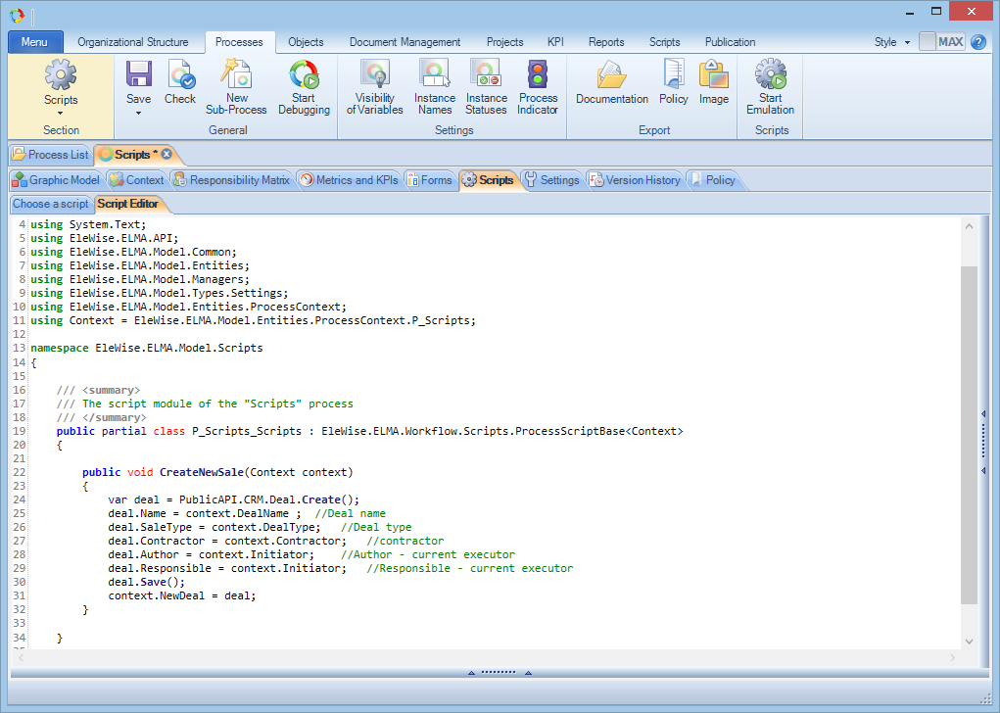 Menu Organizational Structure Processes Objects Document Management Projects KPI Reports Scripts Publication Style MAX ?
Scripts Save Check New Sub-Process Start Debugging Visibility of Variables Instance Names Instance Statuses Process Indicator Documentation Policy Image Start Emulation
Section General Settings Export Scripts
Process List Scripts *
Graphic Model Context Responsibility Matrix Metrics and KPIs Forms Scripts Settings Version History Policy
Choose a script Script Editor
4 using System.Text;
5 using EleWise.ELMA.API;
6 using EleWise.ELMA.Model.Common;
7 using EleWise.ELMA.Model.Entities;
8 using EleWise.ELMA.Model.Managers;
9 using EleWise.ELMA.Model.Types.Settings;
10 using EleWise.ELMA.Model.Entities.ProcessContext;
11 using Context = EleWise.ELMA.Model.Entities.ProcessContext.P_Scripts;
12
13 namespace EleWise.ELMA.Model.Scripts
14 {
15
16 /// <summary>
17 /// The script module of the "Scripts" process
18 /// </summary>
19 public partial class P_Scripts_Scripts : EleWise.ELMA.Workflow.Scripts.ProcessScriptBase<Context>
20 {
21
22 public void CreateNewSale(Context context)
23 {
24 var deal = PublicAPI.CRM.Deal.Create();
25 deal.Name = context.DealName ; //Deal name
26 deal.SaleType = context.DealType; //Deal type
27 deal.Contractor = context.Contractor; //contractor
28 deal.Author = context.Initiator; //Author - current executor
29 deal.Responsible = context.Initiator; //Responsible - current executor
30 deal.Save();
31 context.NewDeal = deal;
32 }
33
34 }